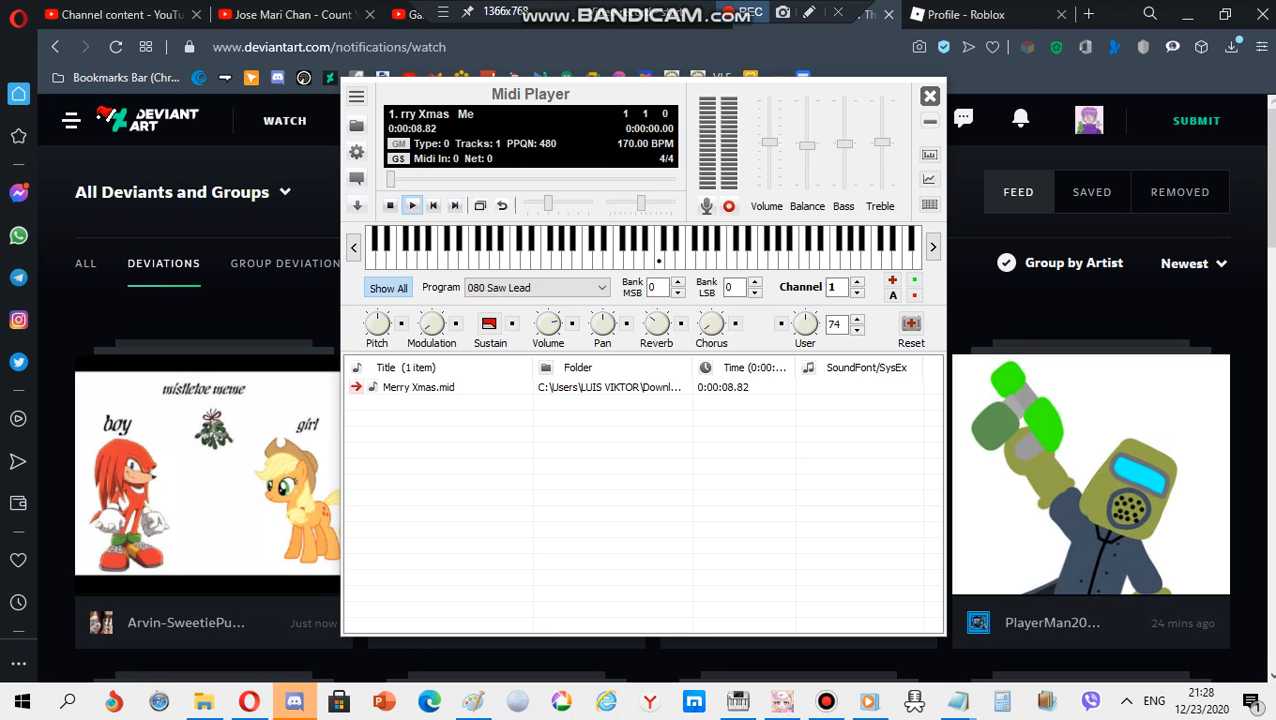 Channel content - YouT
Jose Mari Chan - Count Y
Ga
1366x768
www.BANDICAM.com
REC
Th
Profile - Roblox
www.deviantart.com/notifications/watch
Bookmarks Bar (Chr...
DEVIANT ART
WATCH
SUBMIT
All Deviants and Groups
FEED
SAVED
REMOVED
ALL
DEVIATIONS
GROUP DEVIATION
Group by Artist
Newest
Midi Player
1. rry Xmas Me
1 1 0
0:00:08.82
0:00:00.00
GM Type: 0 Tracks: 1 PPQN: 480
170.00 BPM
GS Midi In: 0 Net: 0
4/4
Volume Balance Bass Treble
Show All
Program
080 Saw Lead
Bank MSB
0
Bank LSB
0
Channel
1
A
Pitch Modulation Sustain Volume Pan Reverb Chorus User Reset
74
Title (1 item)
Folder
Time (0:00:...
SoundFont/SysEx
Merry Xmas.mid
C:\Users\LUIS VIKTOR\Downl...
0:00:08.82
mistletoe meme
boy
girl
Arvin-SweetiePu...
Just now
PlayerMan20...
24 mins ago
ENG
21:28
12/23/2020
1